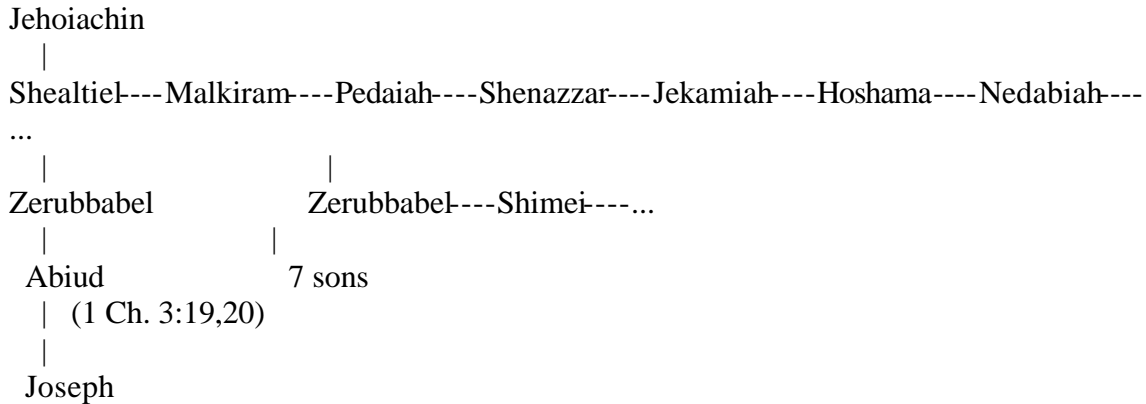 Jehoiachin
|
Shealtiel----Malkiram----Pedaiah----Shenazzar----Jekamiah----Hoshama----Nedabiah----
...
| |
Zerubbabel Zerubbabel----Shimei----...
| |
Abiud 7 sons
| (1 Ch. 3:19,20)
|
Joseph